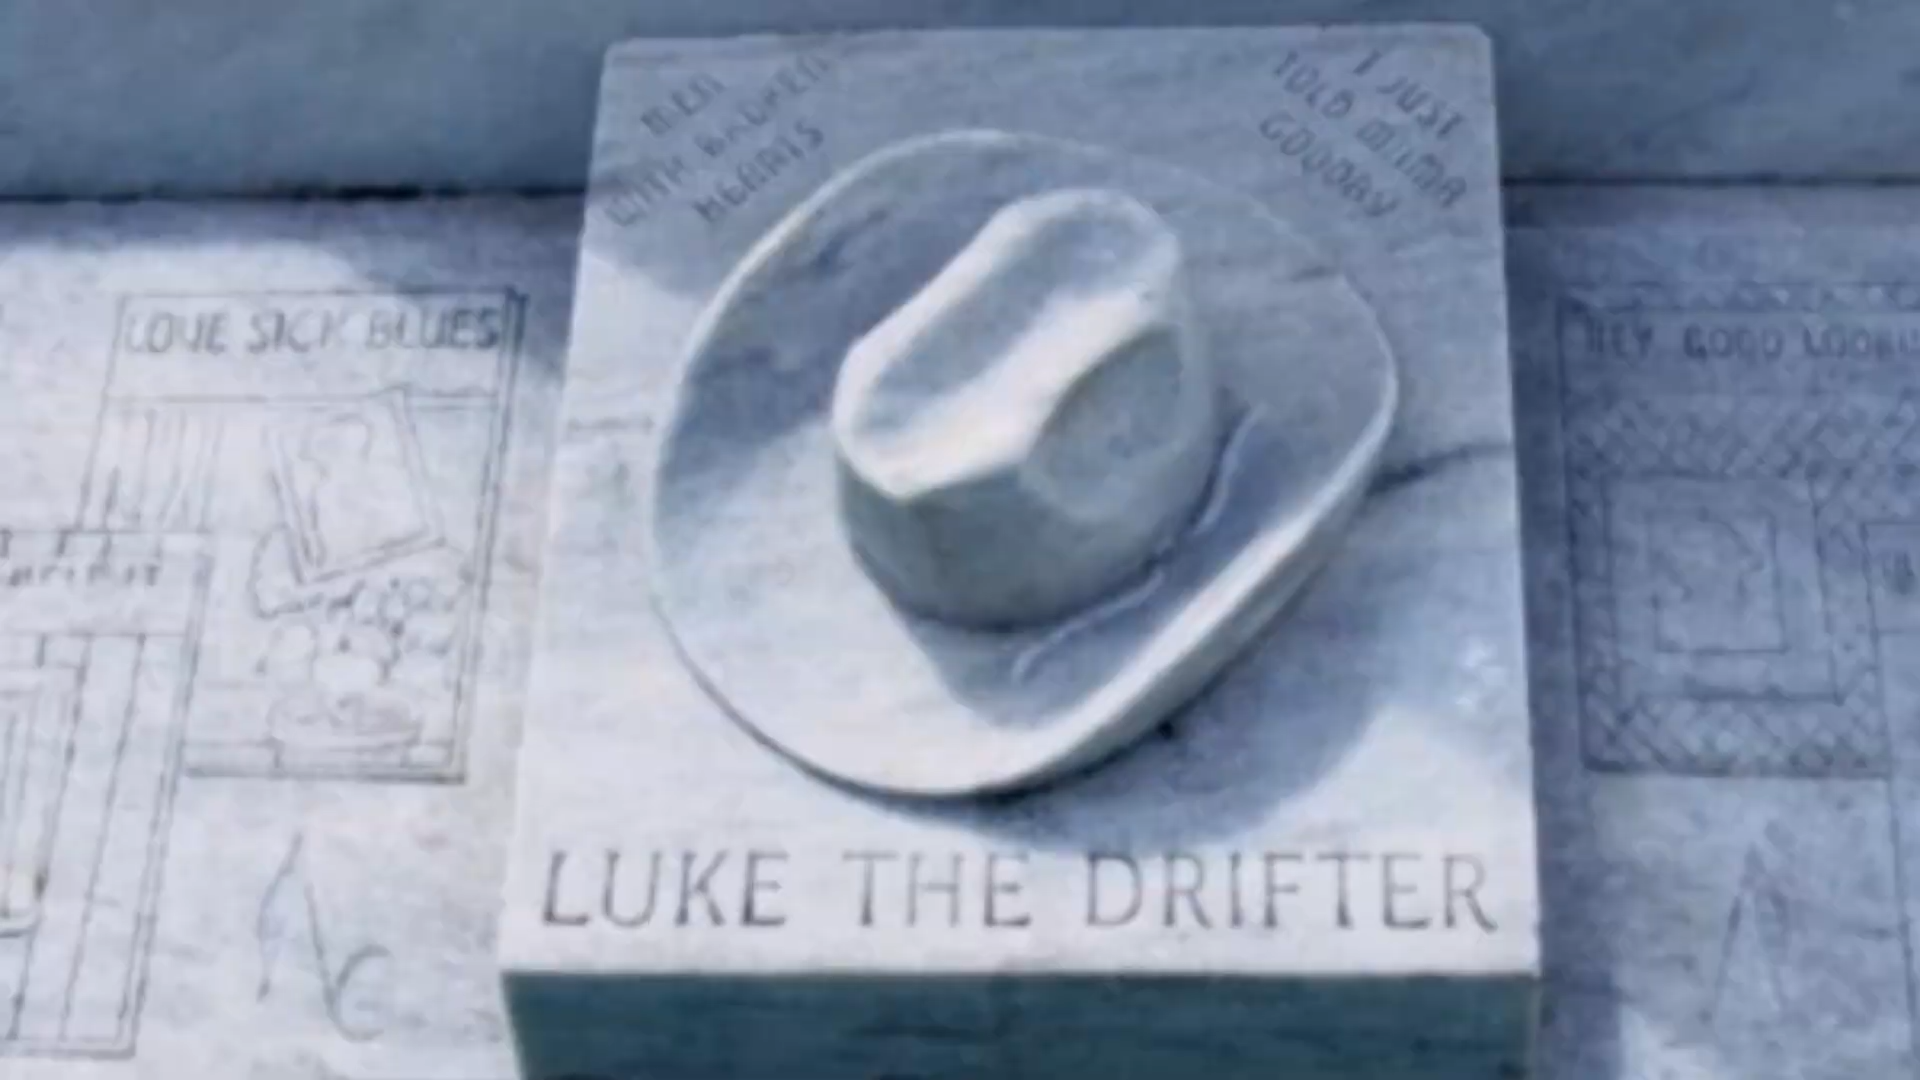 MEN
WITH BROKEN
HEARTS
I JUST
TOLD MAMA
GOODBY
LOVE SICK BLUES
HEY GOOD LOOKIN
LUKE THE DRIFTER